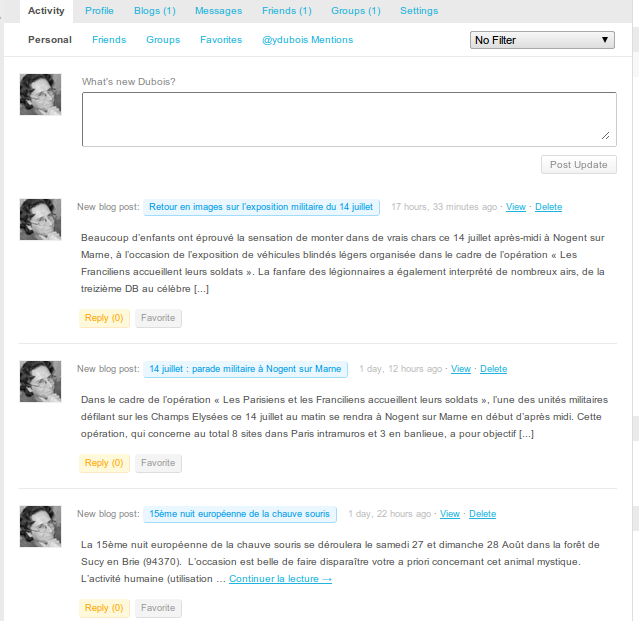 Activity Profile Blogs (1) Messages Friends (1) Groups (1) Settings
Personal Friends Groups Favorites @ydubois Mentions No Filter
What's new Dubois?
Post Update
New blog post: Retour en images sur l'exposition militaire du 14 juillet 17 hours, 33 minutes ago · View · Delete
Beaucoup d'enfants ont éprouvé la sensation de monter dans de vrais chars ce 14 juillet après-midi à Nogent sur
Marne, à l'occasion de l'exposition de véhicules blindés légers organisée dans le cadre de l'opération « Les
Franciliens accueillent leurs soldats ». La fanfare des légionnaires a également interprété de nombreux airs, de la
treizième DB au célèbre [...]
Reply (0) Favorite
New blog post: 14 juillet : parade militaire à Nogent sur Marne 1 day, 12 hours ago · View · Delete
Dans le cadre de l'opération « Les Parisiens et les Franciliens accueillent leurs soldats », l'une des unités militaires
défilant sur les Champs Elysées ce 14 juillet au matin se rendra à Nogent sur Marne en début d'après midi. Cette
opération, qui concerne au total 8 sites dans Paris intramuros et 3 en banlieue, a pour objectif [...]
Reply (0) Favorite
New blog post: 15ème nuit européenne de la chauve souris 1 day, 22 hours ago · View · Delete
La 15ème nuit européenne de la chauve souris se déroulera le samedi 27 et dimanche 28 Août dans la forêt de
Sucy en Brie (94370). L'occasion est belle de faire disparaître votre a priori concernant cet animal mystique.
L'activité humaine (utilisation … Continuer la lecture →
Reply (0) Favorite